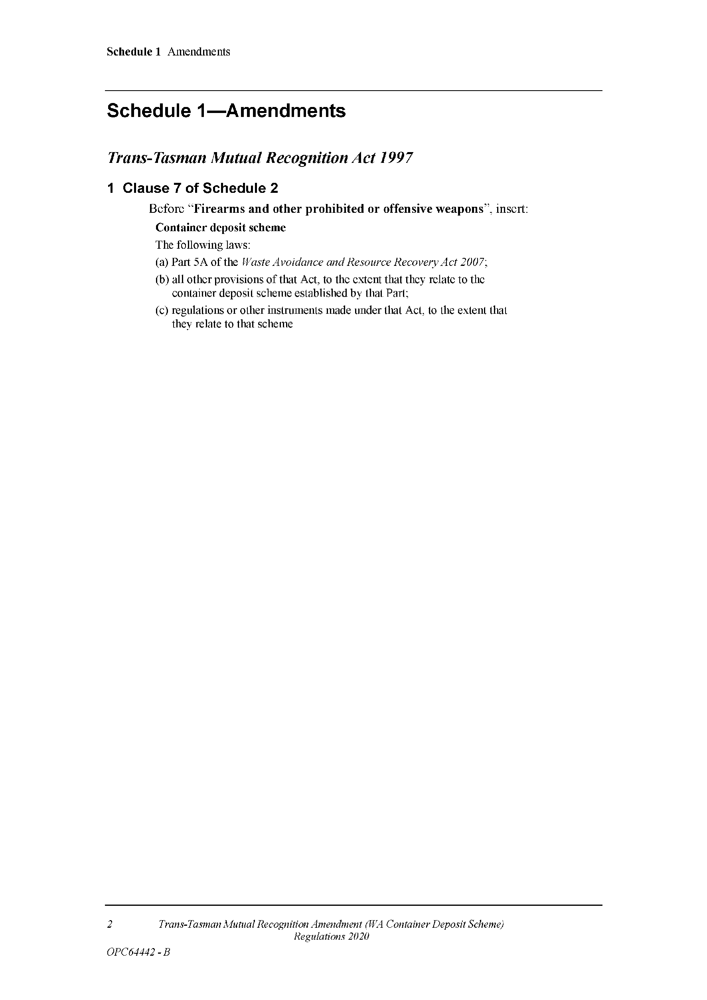 Schedule 1 Amendments
Schedule 1—Amendments
Trans-Tasman Mutual Recognition Act 1997
1 Clause 7 of Schedule 2
Before “Firearms and other prohibited or offensive weapons”, insert:
Container deposit scheme
The following laws:
(a) Part 5A of the Waste Avoidance and Resource Recovery Act 2007;
(b) all other provisions of that Act, to the extent that they relate to the
container deposit scheme established by that Part;
(c) regulations or other instruments made under that Act, to the extent that
they relate to that scheme
2 Trans-Tasman Mutual Recognition Amendment (WA Container Deposit Scheme)
Regulations 2020
OPC64442 - B